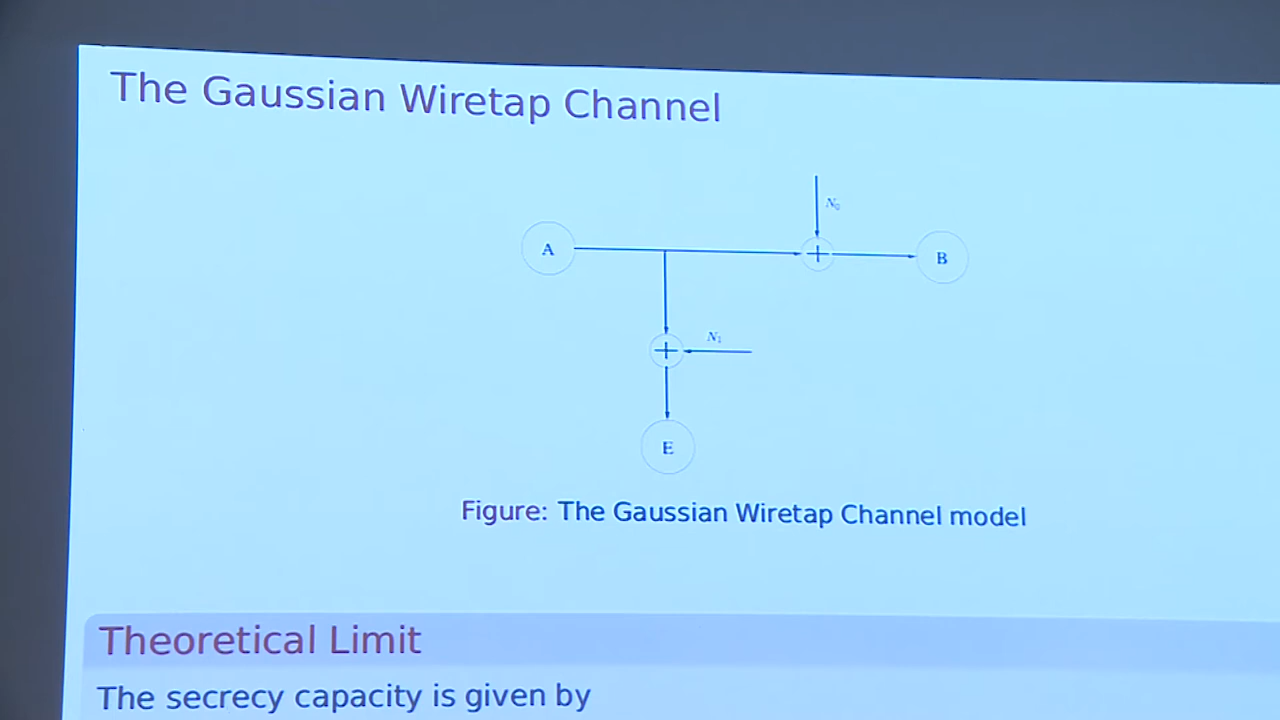 The Gaussian Wiretap Channel
N₀
A
B
N₁
E
Figure: The Gaussian Wiretap Channel model
Theoretical Limit
The secrecy capacity is given by